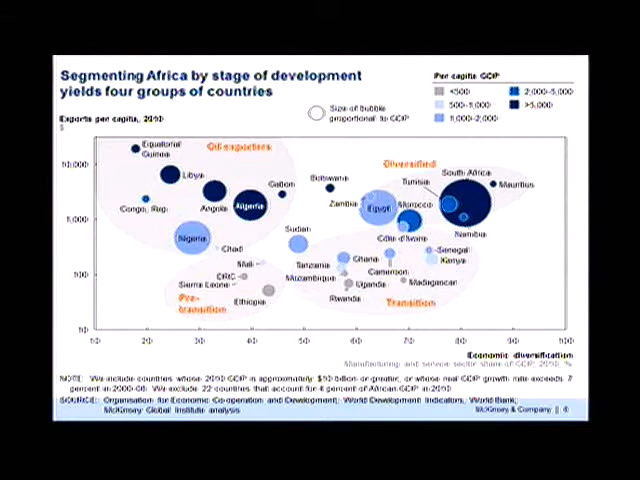 Segmenting Africa by stage of development
yields four groups of countries
Per capita GDP
<500
500-1,000
1,000-2,000
2,000-5,000
>5,000
Size of bubble
proportional to GDP
Exports per capita, 2010
$
10,000
1,000
10
Equatorial
Guinea
Oil exporters
Libya
Congo, Rep.
Angola
Algeria
Gabon
Nigeria
Chad
Botswana
Zambia
Egypt
Diversified
Tunisia
South Africa
Mauritius
Morocco
Namibia
Côte d'Ivoire
Sudan
Mali
DRC
Sierra Leone
Ethiopia
Pre-
transition
Tanzania
Ghana
Mozambique
Uganda
Rwanda
Cameroon
Senegal
Kenya
Madagascar
Transition
10 20 30 40 50 60 70 80 90 100
Economic diversification
Manufacturing and service sector share of GDP, 2010, %
NOTE: We include countries whose 2010 GDP is approximately $10 billion or greater, or whose real GDP growth rate exceeds 7
percent in 2000-08. We exclude 22 countries that account for 4 percent of African GDP in 2010
SOURCE: Organisation for Economic Co-operation and Development; World Development Indicators, World Bank;
McKinsey Global Institute analysis
McKinsey & Company